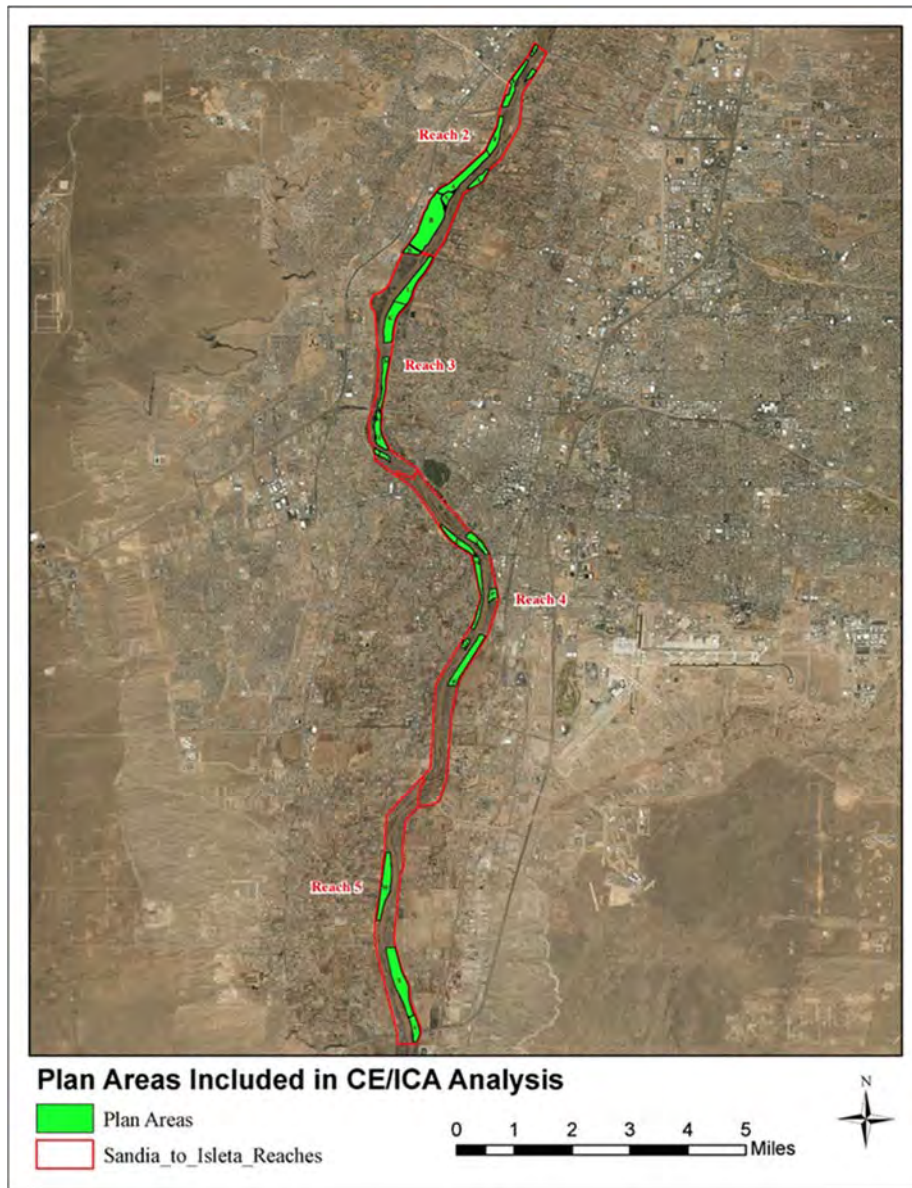 Reach 2
Reach 3
Reach 4
Reach 5
Plan Areas Included in CE/ICA Analysis
N
Plan Areas
0 1 2 3 4 5
Miles
Sandia_to_Isleta_Reaches